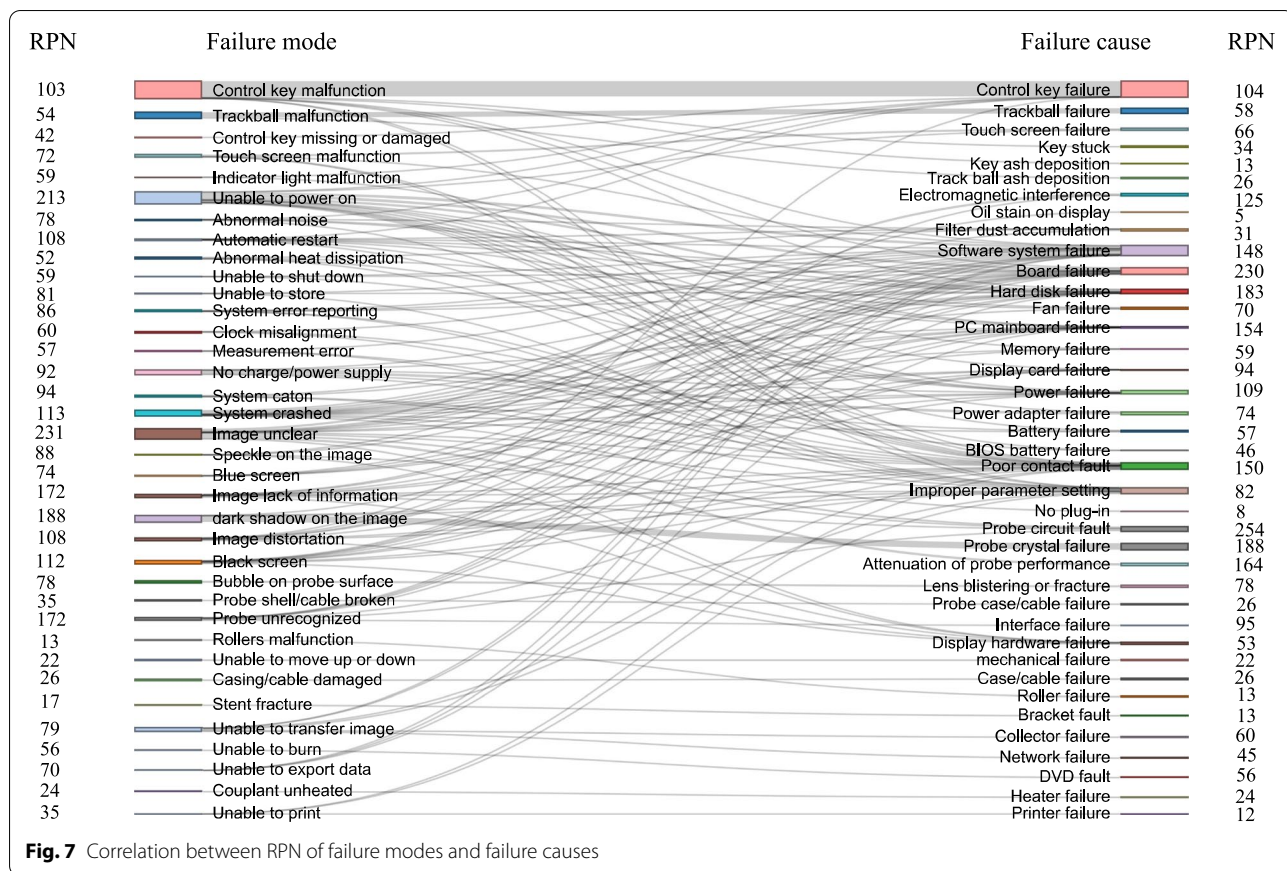 RPN Failure mode Failure cause RPN
103 Control key malfunction Control key failure 104
54 Trackball malfunction Trackball failure 58
42 Control key missing or damaged Touch screen failure 66
72 Touch screen malfunction Key stuck 34
59 Indicator light malfunction Key ash deposition 13
213 Unable to power on Track ball ash deposition 26
78 Abnormal noise Electromagnetic interference 125
108 Automatic restart Oil stain on display 5
52 Abnormal heat dissipation Filter dust accumulation 31
59 Unable to shut down Software system failure 148
81 Unable to store Board failure 230
86 System error reporting Hard disk failure 183
60 Clock misalignment Fan failure 70
57 Measurement error PC mainboard failure 154
92 No charge/power supply Memory failure 59
94 System caton Display card failure 94
113 System crashed Power failure 109
231 Image unclear Power adapter failure 74
88 Speckle on the image Battery failure 57
74 Blue screen BIOS battery failure 46
172 Image lack of information Poor contact fault 150
188 dark shadow on the image Improper parameter setting 82
108 Image distortation No plug-in 8
112 Black screen Probe circuit fault 254
78 Bubble on probe surface Probe crystal failure 188
35 Probe shell/cable broken Attenuation of probe performance 164
172 Probe unrecognized Lens blistering or fracture 78
13 Rollers malfunction Probe case/cable failure 26
22 Unable to move up or down Interface failure 95
26 Casing/cable damaged Display hardware failure 53
17 Stent fracture mechanical failure 22
79 Unable to transfer image Case/cable failure 26
56 Unable to burn Roller failure 13
70 Unable to export data Bracket fault 13
24 Couplant unheated Collector failure 60
35 Unable to print Network failure 45
DVD fault 56
Heater failure 24
Printer failure 12
Fig. 7 Correlation between RPN of failure modes and failure causes